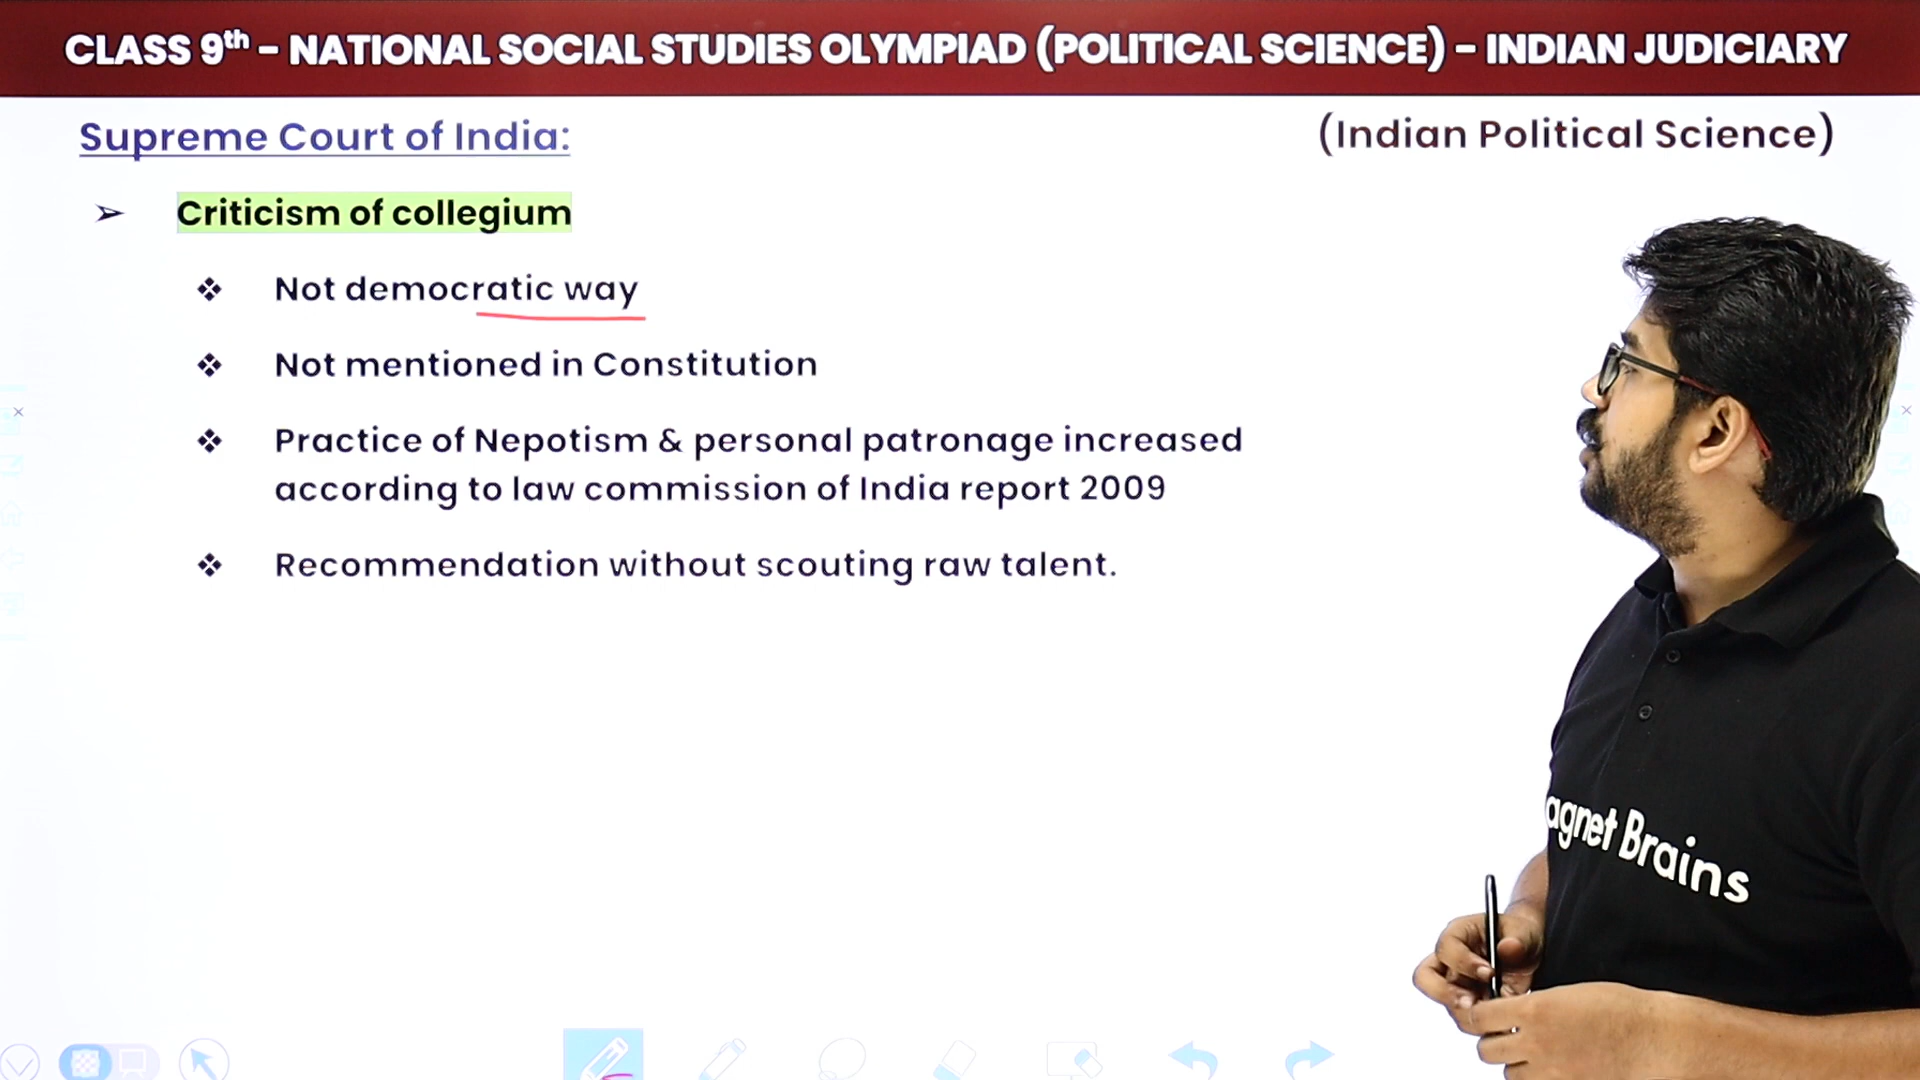 CLASS 9th – NATIONAL SOCIAL STUDIES OLYMPIAD (POLITICAL SCIENCE) – INDIAN JUDICIARY
Supreme Court of India:
(Indian Political Science)
➢ Criticism of collegium
❖ Not democratic way
❖ Not mentioned in Constitution
❖ Practice of Nepotism & personal patronage increased
according to law commission of India report 2009
❖ Recommendation without scouting raw talent.
agnet Brains